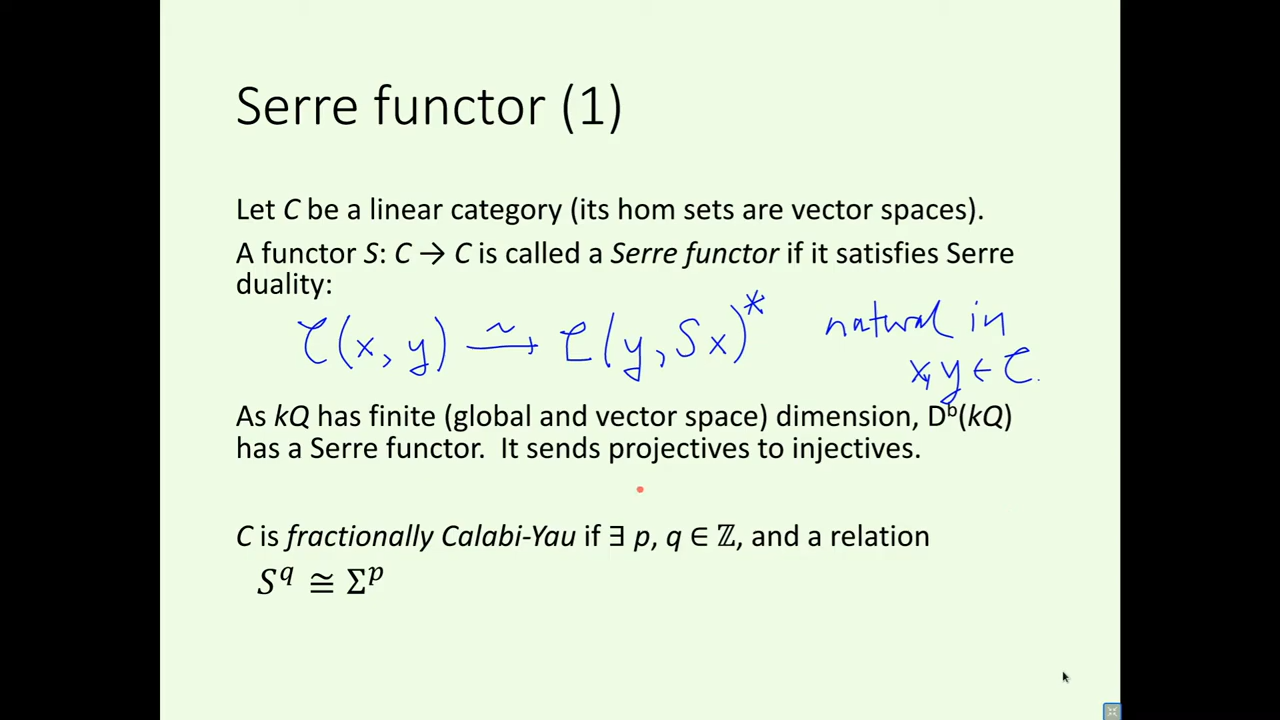 Serre functor (1)
Let C be a linear category (its hom sets are vector spaces).
A functor S: C → C is called a Serre functor if it satisfies Serre
duality:
C(x, y) ⥲ C(y, Sx)* natural in
x, y ∈ C.
As kQ has finite (global and vector space) dimension, Dᵇ(kQ)
has a Serre functor. It sends projectives to injectives.
C is fractionally Calabi-Yau if ∃ p, q ∈ ℤ, and a relation
S^q ≅ Σ^p